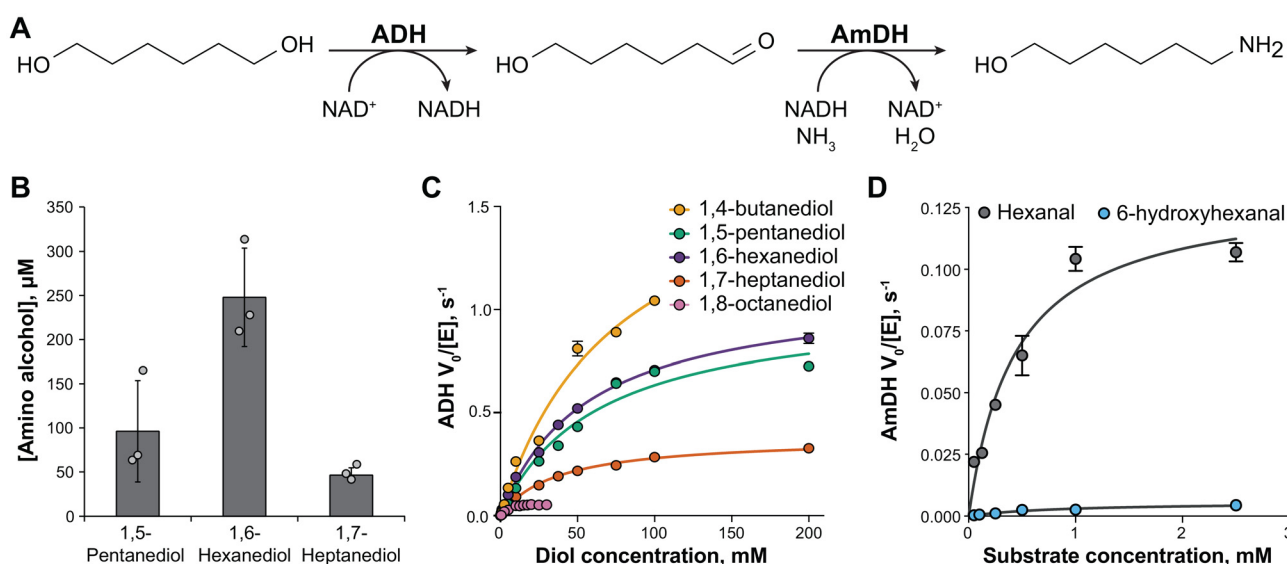 A
HO
OH
ADH
NAD⁺
NADH
HO
O
AmDH
NADH
NH₃
NAD⁺
H₂O
HO
NH2
B
[Amino alcohol], µM
350
300
250
200
150
100
50
0
1,5-
Pentanediol
1,6-
Hexanediol
1,7-
Heptanediol
C
ADH V₀/[E], s⁻¹
1.5
1.0
0.5
0.0
0
50
100
150
200
Diol concentration, mM
1,4-butanediol
1,5-pentanediol
1,6-hexanediol
1,7-heptanediol
1,8-octanediol
D
AmDH V₀/[E], s⁻¹
0.125
0.100
0.075
0.050
0.025
0.000
0
1
2
3
Substrate concentration, mM
Hexanal
6-hydroxyhexanal